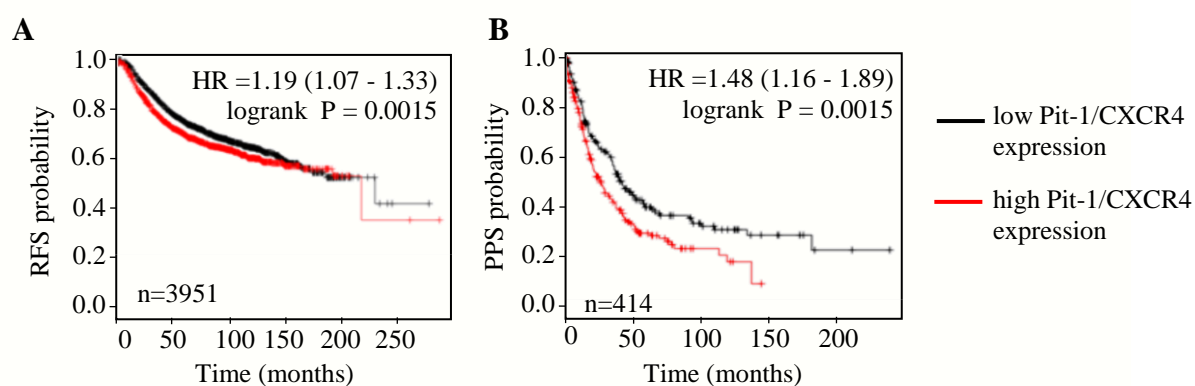 A
RFS probability
1.0
0.8
0.6
0.4
0.2
0.0
HR =1.19 (1.07 - 1.33)
logrank P = 0.0015
n=3951
0 50 100 150 200 250
Time (months)
B
PPS probability
1.0
0.8
0.6
0.4
0.2
0.0
HR =1.48 (1.16 - 1.89)
logrank P = 0.0015
n=414
0 50 100 150 200
Time (months)
low Pit-1/CXCR4
expression
high Pit-1/CXCR4
expression